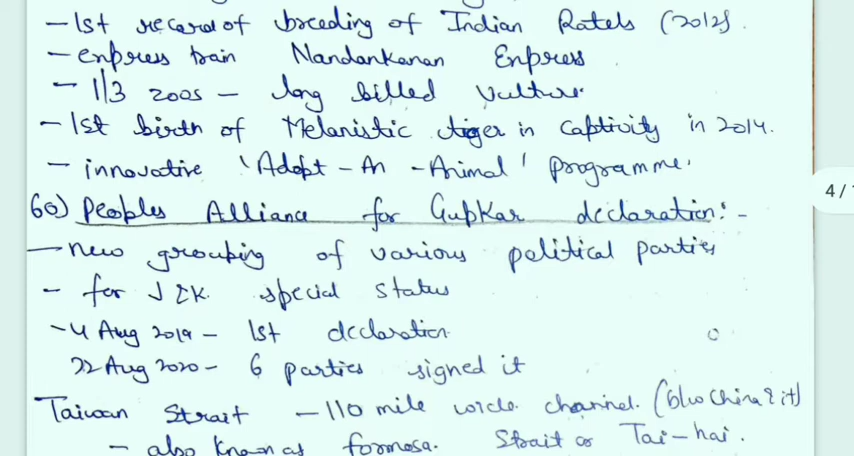 -1st record of breeding of Indian Ratels (2012).
- express train Nandankanan Express
- 1/3 2005 - long billed vulture.
- 1st birth of Melanistic tiger in captivity in 2014.
- innovative 'Adopt-An-Animal' programme.
60) Peoples Alliance for Gupkar declaration:-
- new grouping of various political parties
- for J&K special status
- 4 Aug 2019 - 1st declaration
22 Aug 2020 - 6 parties signed it
Taiwan Strait - 110 mile wide channel. (b/w China & it)
- also known as formosa Strait or Tai-hai.
4/